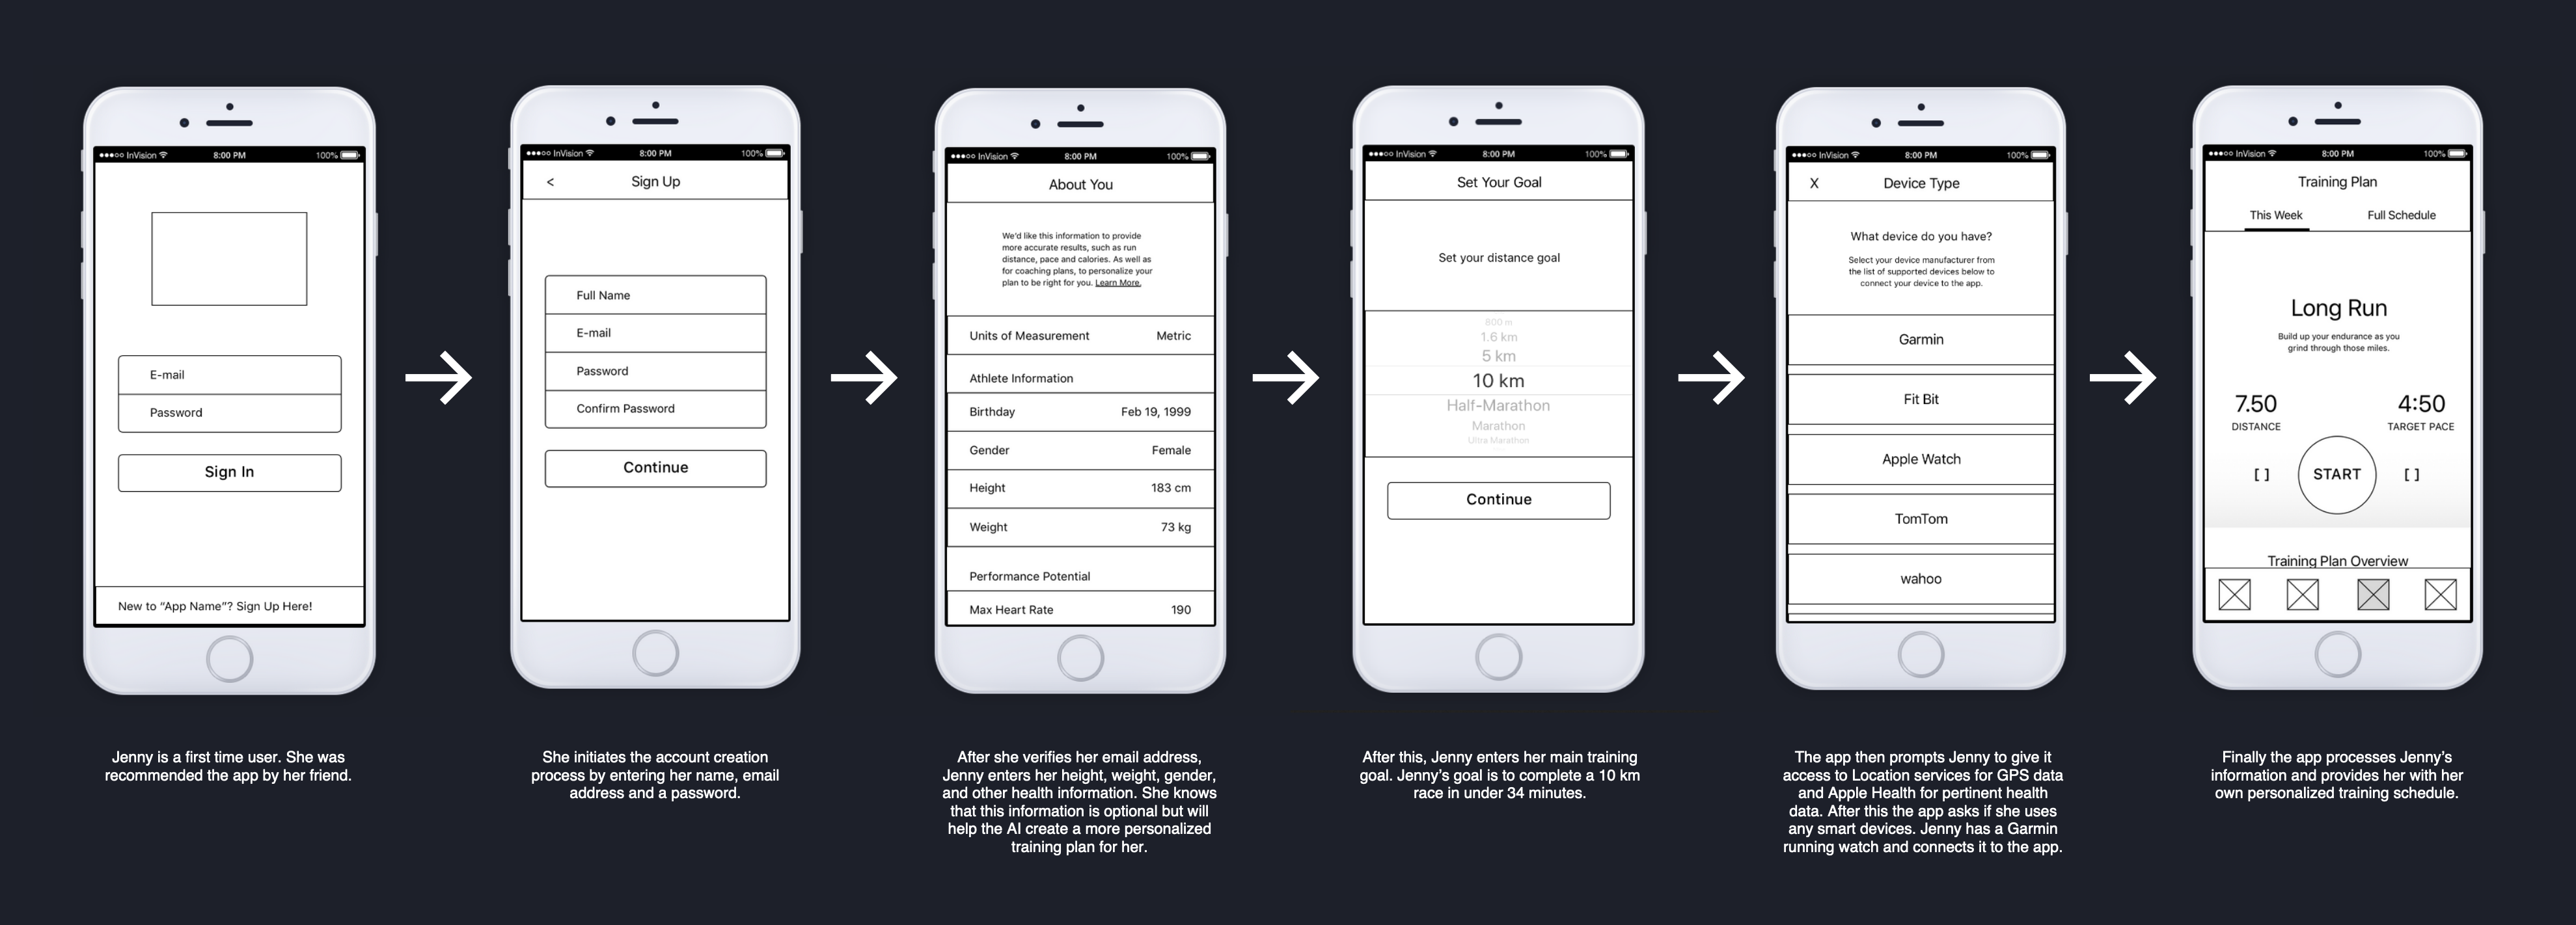 ●●●○○ InVision 8:00 PM 100%
E-mail
Password
Sign In
New to “App Name”? Sign Up Here!
Jenny is a first time user. She was
recommended the app by her friend.
●●●○○ InVision 8:00 PM 100%
< Sign Up
Full Name
E-mail
Password
Confirm Password
Continue
She initiates the account creation
process by entering her name, email
address and a password.
●●●○○ InVision 8:00 PM 100%
About You
We’d like this information to provide
more accurate results, such as run
distance, pace and calories. As well as
for coaching plans, to personalize your
plan to be right for you. Learn More.
Units of Measurement Metric
Athlete Information
Birthday Feb 19, 1999
Gender Female
Height 183 cm
Weight 73 kg
Performance Potential
Max Heart Rate 190
After she verifies her email address,
Jenny enters her height, weight, gender,
and other health information. She knows
that this information is optional but will
help the AI create a more personalized
training plan for her.
●●●○○ InVision 8:00 PM 100%
Set Your Goal
Set your distance goal
800 m
1.6 km
5 km
10 km
Half-Marathon
Marathon
Ultra Marathon
Continue
After this, Jenny enters her main training
goal. Jenny’s goal is to complete a 10 km
race in under 34 minutes.
●●●○○ InVision 8:00 PM 100%
X Device Type
What device do you have?
Select your device manufacturer from
the list of supported devices below to
connect your device to the app.
Garmin
Fit Bit
Apple Watch
TomTom
wahoo
The app then prompts Jenny to give it
access to Location services for GPS data
and Apple Health for pertinent health
data. After this the app asks if she uses
any smart devices. Jenny has a Garmin
running watch and connects it to the app.
●●●○○ InVision 8:00 PM 100%
Training Plan
This Week Full Schedule
Long Run
Build up your endurance as you
grind through those miles.
7.50 4:50
DISTANCE TARGET PACE
[ ] START [ ]
Training Plan Overview
Finally the app processes Jenny’s
information and provides her with her
own personalized training schedule.